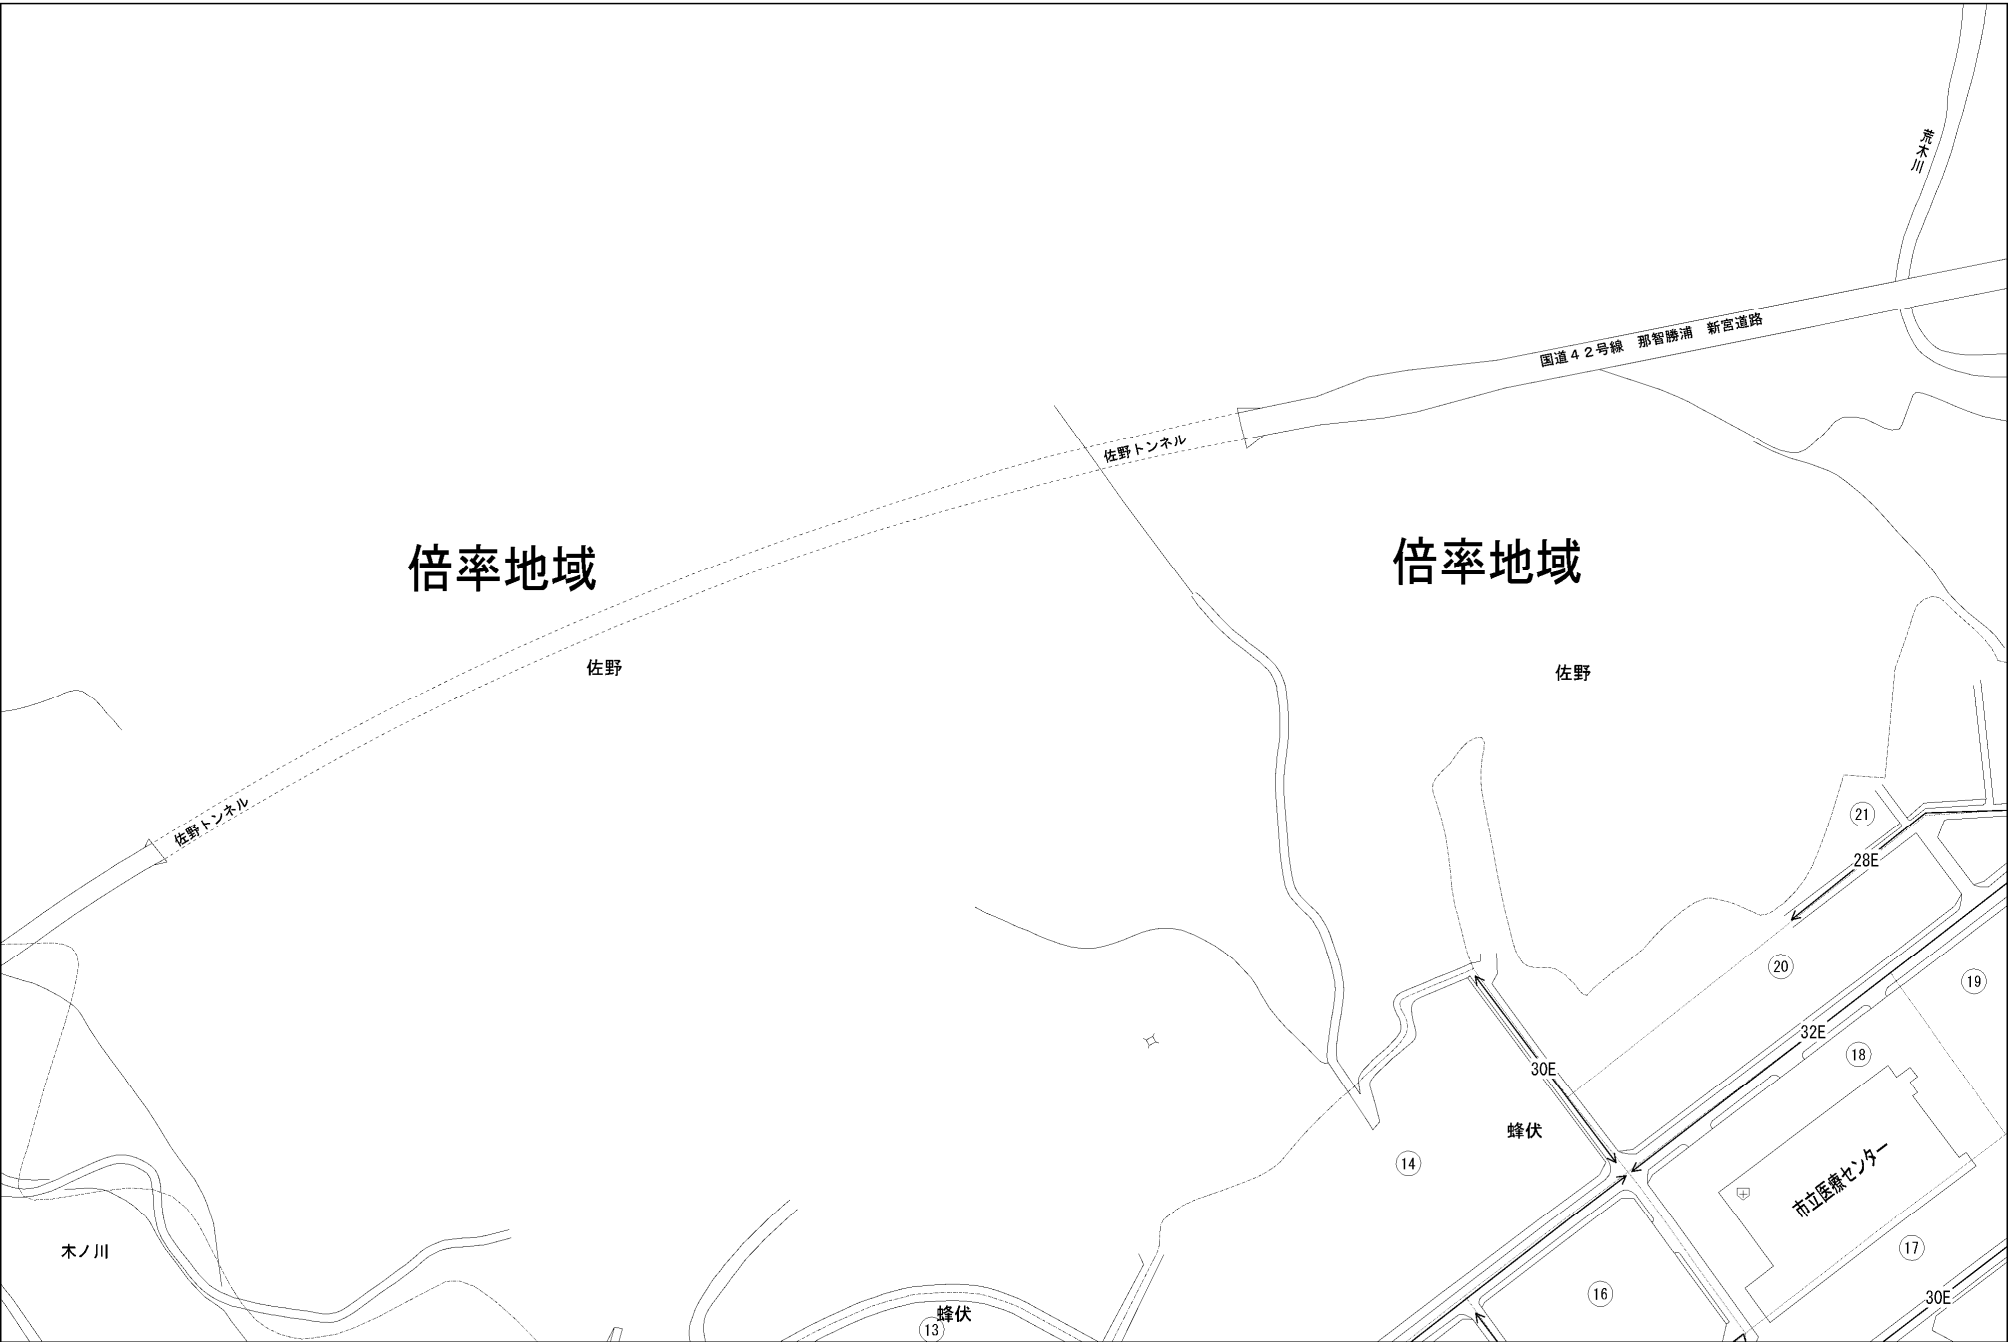 荒木川
国道42号線　那智勝浦　新宮道路
佐野トンネル
倍率地域
倍率地域
佐野
佐野
佐野トンネル
21
28E
20
19
32E
18
30E
蜂伏
14
市立医療センター
17
木ノ川
16
30E
蜂伏
13